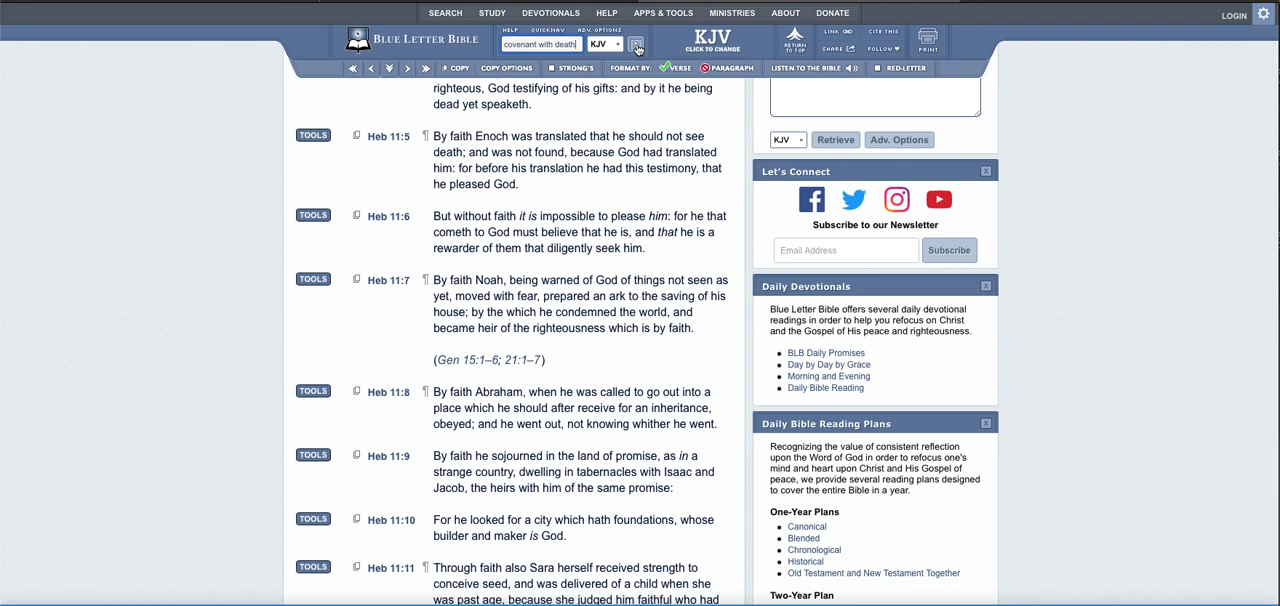 SEARCH STUDY DEVOTIONALS HELP APPS & TOOLS MINISTRIES ABOUT DONATE
LOGIN
BLUE LETTER BIBLE
HELP QUICKNAV ADV. OPTIONS
covenant with death KJV
KJV
CLICK TO CHANGE
RETURN TO TOP
LINK CITE THIS
SHARE FOLLOW
PRINT
COPY COPY OPTIONS STRONG'S FORMAT BY: VERSE PARAGRAPH LISTEN TO THE BIBLE RED-LETTER
righteous, God testifying of his gifts: and by it he being
dead yet speaketh.
TOOLS Heb 11:5 ¶ By faith Enoch was translated that he should not see
death; and was not found, because God had translated
him: for before his translation he had this testimony, that
he pleased God.
TOOLS Heb 11:6 But without faith it is impossible to please him: for he that
cometh to God must believe that he is, and that he is a
rewarder of them that diligently seek him.
TOOLS Heb 11:7 ¶ By faith Noah, being warned of God of things not seen as
yet, moved with fear, prepared an ark to the saving of his
house; by the which he condemned the world, and
became heir of the righteousness which is by faith.
(Gen 15:1–6; 21:1–7)
TOOLS Heb 11:8 ¶ By faith Abraham, when he was called to go out into a
place which he should after receive for an inheritance,
obeyed; and he went out, not knowing whither he went.
TOOLS Heb 11:9 By faith he sojourned in the land of promise, as in a
strange country, dwelling in tabernacles with Isaac and
Jacob, the heirs with him of the same promise:
TOOLS Heb 11:10 For he looked for a city which hath foundations, whose
builder and maker is God.
TOOLS Heb 11:11 ¶ Through faith also Sara herself received strength to
conceive seed, and was delivered of a child when she
was past age, because she judged him faithful who had
KJV Retrieve Adv. Options
Let's Connect
Subscribe to our Newsletter
Email Address Subscribe
Daily Devotionals
Blue Letter Bible offers several daily devotional
readings in order to help you refocus on Christ
and the Gospel of His peace and righteousness.
BLB Daily Promises
Day by Day by Grace
Morning and Evening
Daily Bible Reading
Daily Bible Reading Plans
Recognizing the value of consistent reflection
upon the Word of God in order to refocus one's
mind and heart upon Christ and His Gospel of
peace, we provide several reading plans designed
to cover the entire Bible in a year.
One-Year Plans
Canonical
Blended
Chronological
Historical
Old Testament and New Testament Together
Two-Year Plan